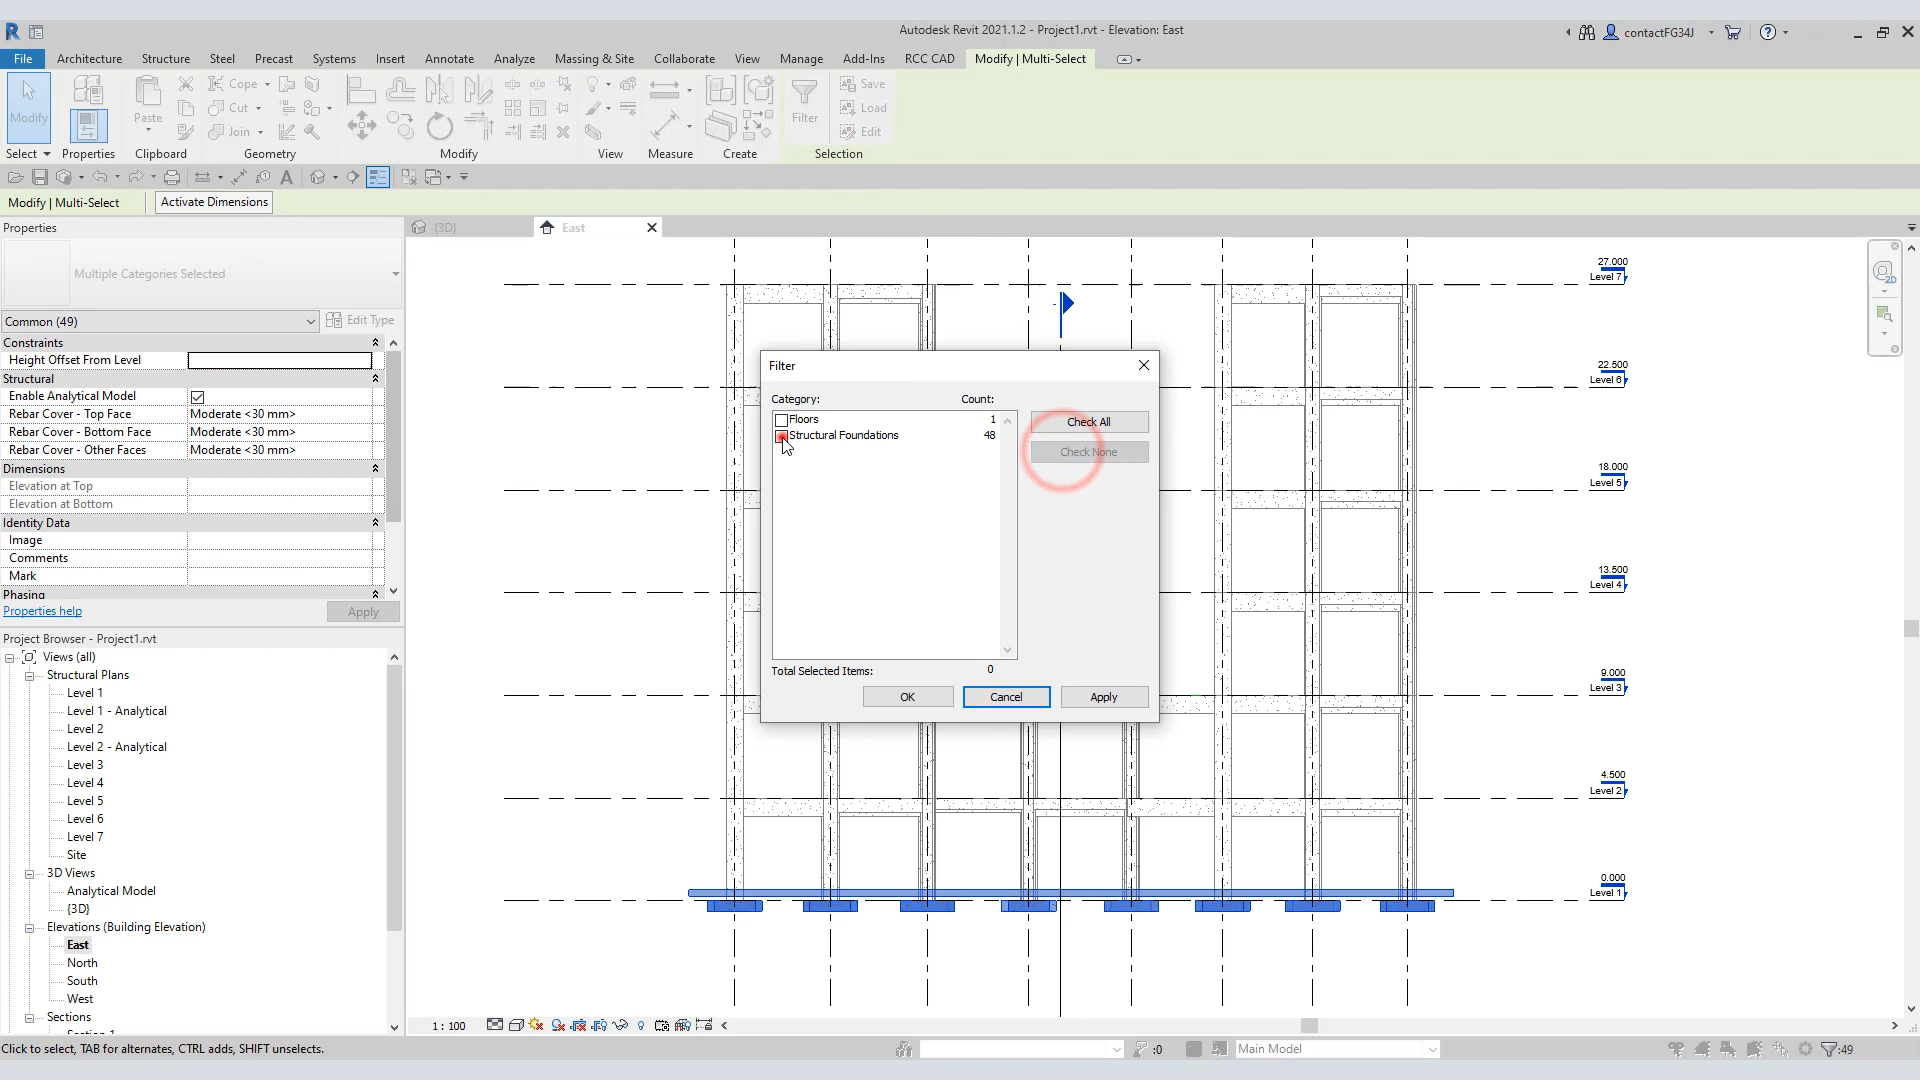 Autodesk Revit 2021.1.2 - Project1.rvt - Elevation: East
contactFG34J
File Architecture Structure Steel Precast Systems Insert Annotate Analyze Massing & Site Collaborate View Manage Add-Ins RCC CAD Modify | Multi-Select
Modify Paste Cope Cut Join Filter Save Load Edit
Select Properties Clipboard Geometry Modify View Measure Create Selection
Modify | Multi-Select Activate Dimensions
Properties
{3D} East
Multiple Categories Selected
Common (49) Edit Type
Constraints
Height Offset From Level
Structural
Enable Analytical Model
Rebar Cover - Top Face Moderate <30 mm>
Rebar Cover - Bottom Face Moderate <30 mm>
Rebar Cover - Other Faces Moderate <30 mm>
Dimensions
Elevation at Top
Elevation at Bottom
Identity Data
Image
Comments
Mark
Phasing
Properties help Apply
Project Browser - Project1.rvt
Views (all)
Structural Plans
Level 1
Level 1 - Analytical
Level 2
Level 2 - Analytical
Level 3
Level 4
Level 5
Level 6
Level 7
Site
3D Views
Analytical Model
{3D}
Elevations (Building Elevation)
East
North
South
West
Sections
Filter
Category: Count:
Floors 1
Structural Foundations 48
Check All
Check None
Total Selected Items: 0
OK Cancel Apply
27.000
Level 7
22.500
Level 6
18.000
Level 5
13.500
Level 4
9.000
Level 3
4.500
Level 2
0.000
Level 1
2D
1 : 100
Click to select, TAB for alternates, CTRL adds, SHIFT unselects.
:0 Main Model :49